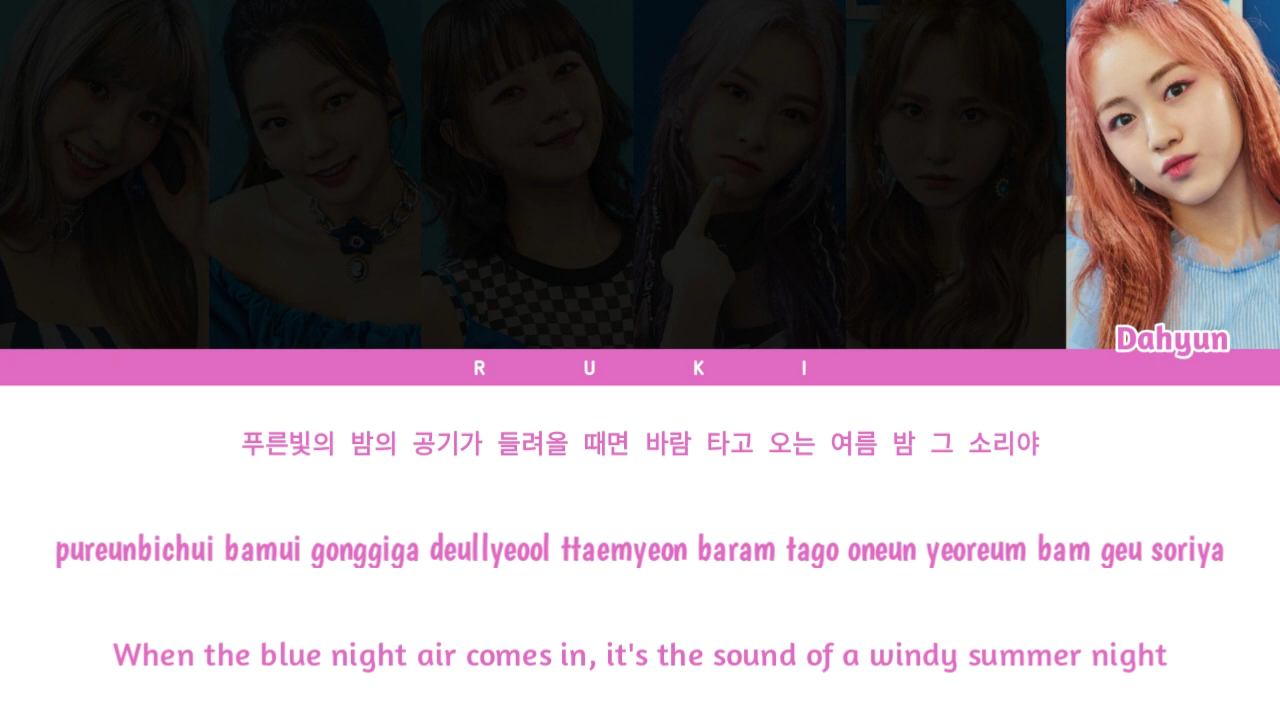 Dahyun
R U K I
푸른빛의 밤의 공기가 들려올 때면 바람 타고 오는 여름 밤 그 소리야
pureunbichui bamui gonggiga deullyeool ttaemyeon baram tago oneun yeoreum bam geu soriya
When the blue night air comes in, it's the sound of a windy summer night